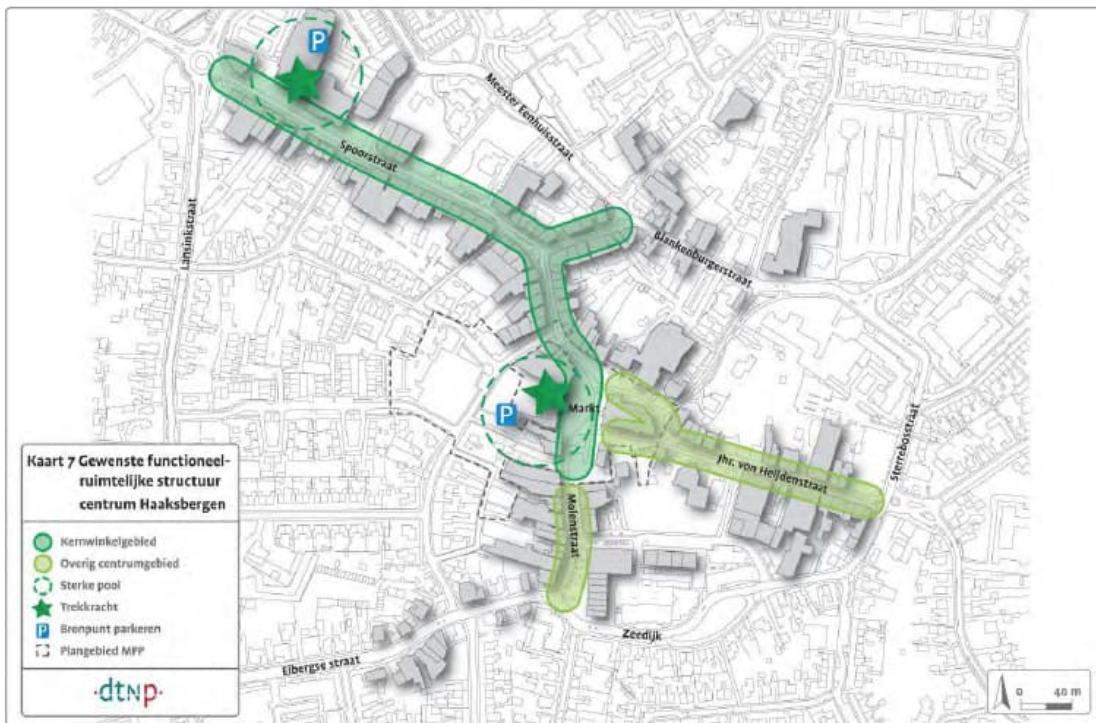 P
Meester Eenhuisstraat
Spoorstraat
Lansinkstraat
Blankenburgerstraat
Markt
P
Jhr. von Heijdenstraat
Sterrebosstraat
Molenstraat
Zeedijk
Eibergse straat
Kaart 7 Gewenste functioneel-
ruimtelijke structuur
centrum Haaksbergen
Kernwinkelgebied
Overig centrumgebied
Sterke pool
Trekkracht
P Bronpunt parkeren
Plangebied MFP
·dtnp·
0 40 m